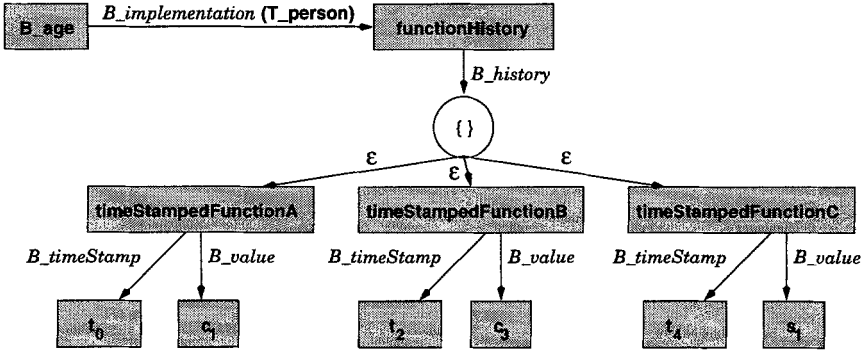 B_implementation (T_person)
B_age
functionHistory
B_history
{ }
ε ε ε
timeStampedFunctionA timeStampedFunctionB timeStampedFunctionC
B_timeStamp B_value B_timeStamp B_value B_timeStamp B_value
t0 c1 t2 c3 t4 s1